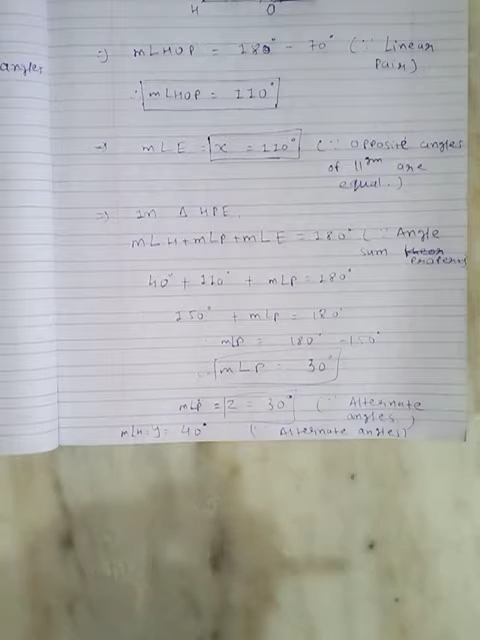 H O
⇒ m∠HOP = 180° - 70° (∵ Linear
angles
Pair)
∴ m∠HOP = 110°
→ m∠E = x = 110° (∵ opposite angles
of ||gm are
equal.)
⇒ In Δ HPE,
m∠H+m∠P+m∠E = 180° (∵ Angle
sum Property
40° + 110° + m∠P = 180°
150° + m∠P = 180°
m∠P = 180° - 150°
m∠P = 30°
m∠P = Z = 30° (∵ Alternate
angles)
m∠H = y = 40° (∵ Alternate angles)